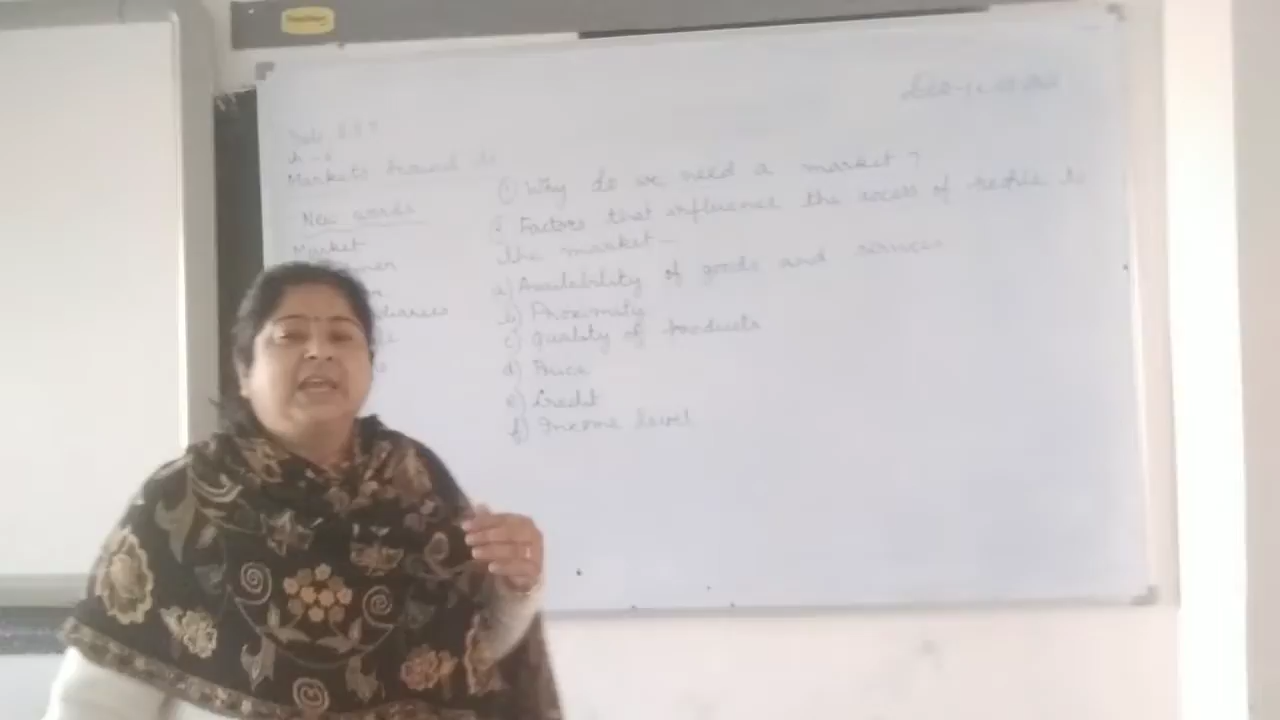 Markets around Us
New words
Market
① Why do we need a market?
② Factors that influence the access of people to
the market -
a) Availability of goods and services
b) Proximity
c) Quality of products
d) Price
e) Credit
f) Income level